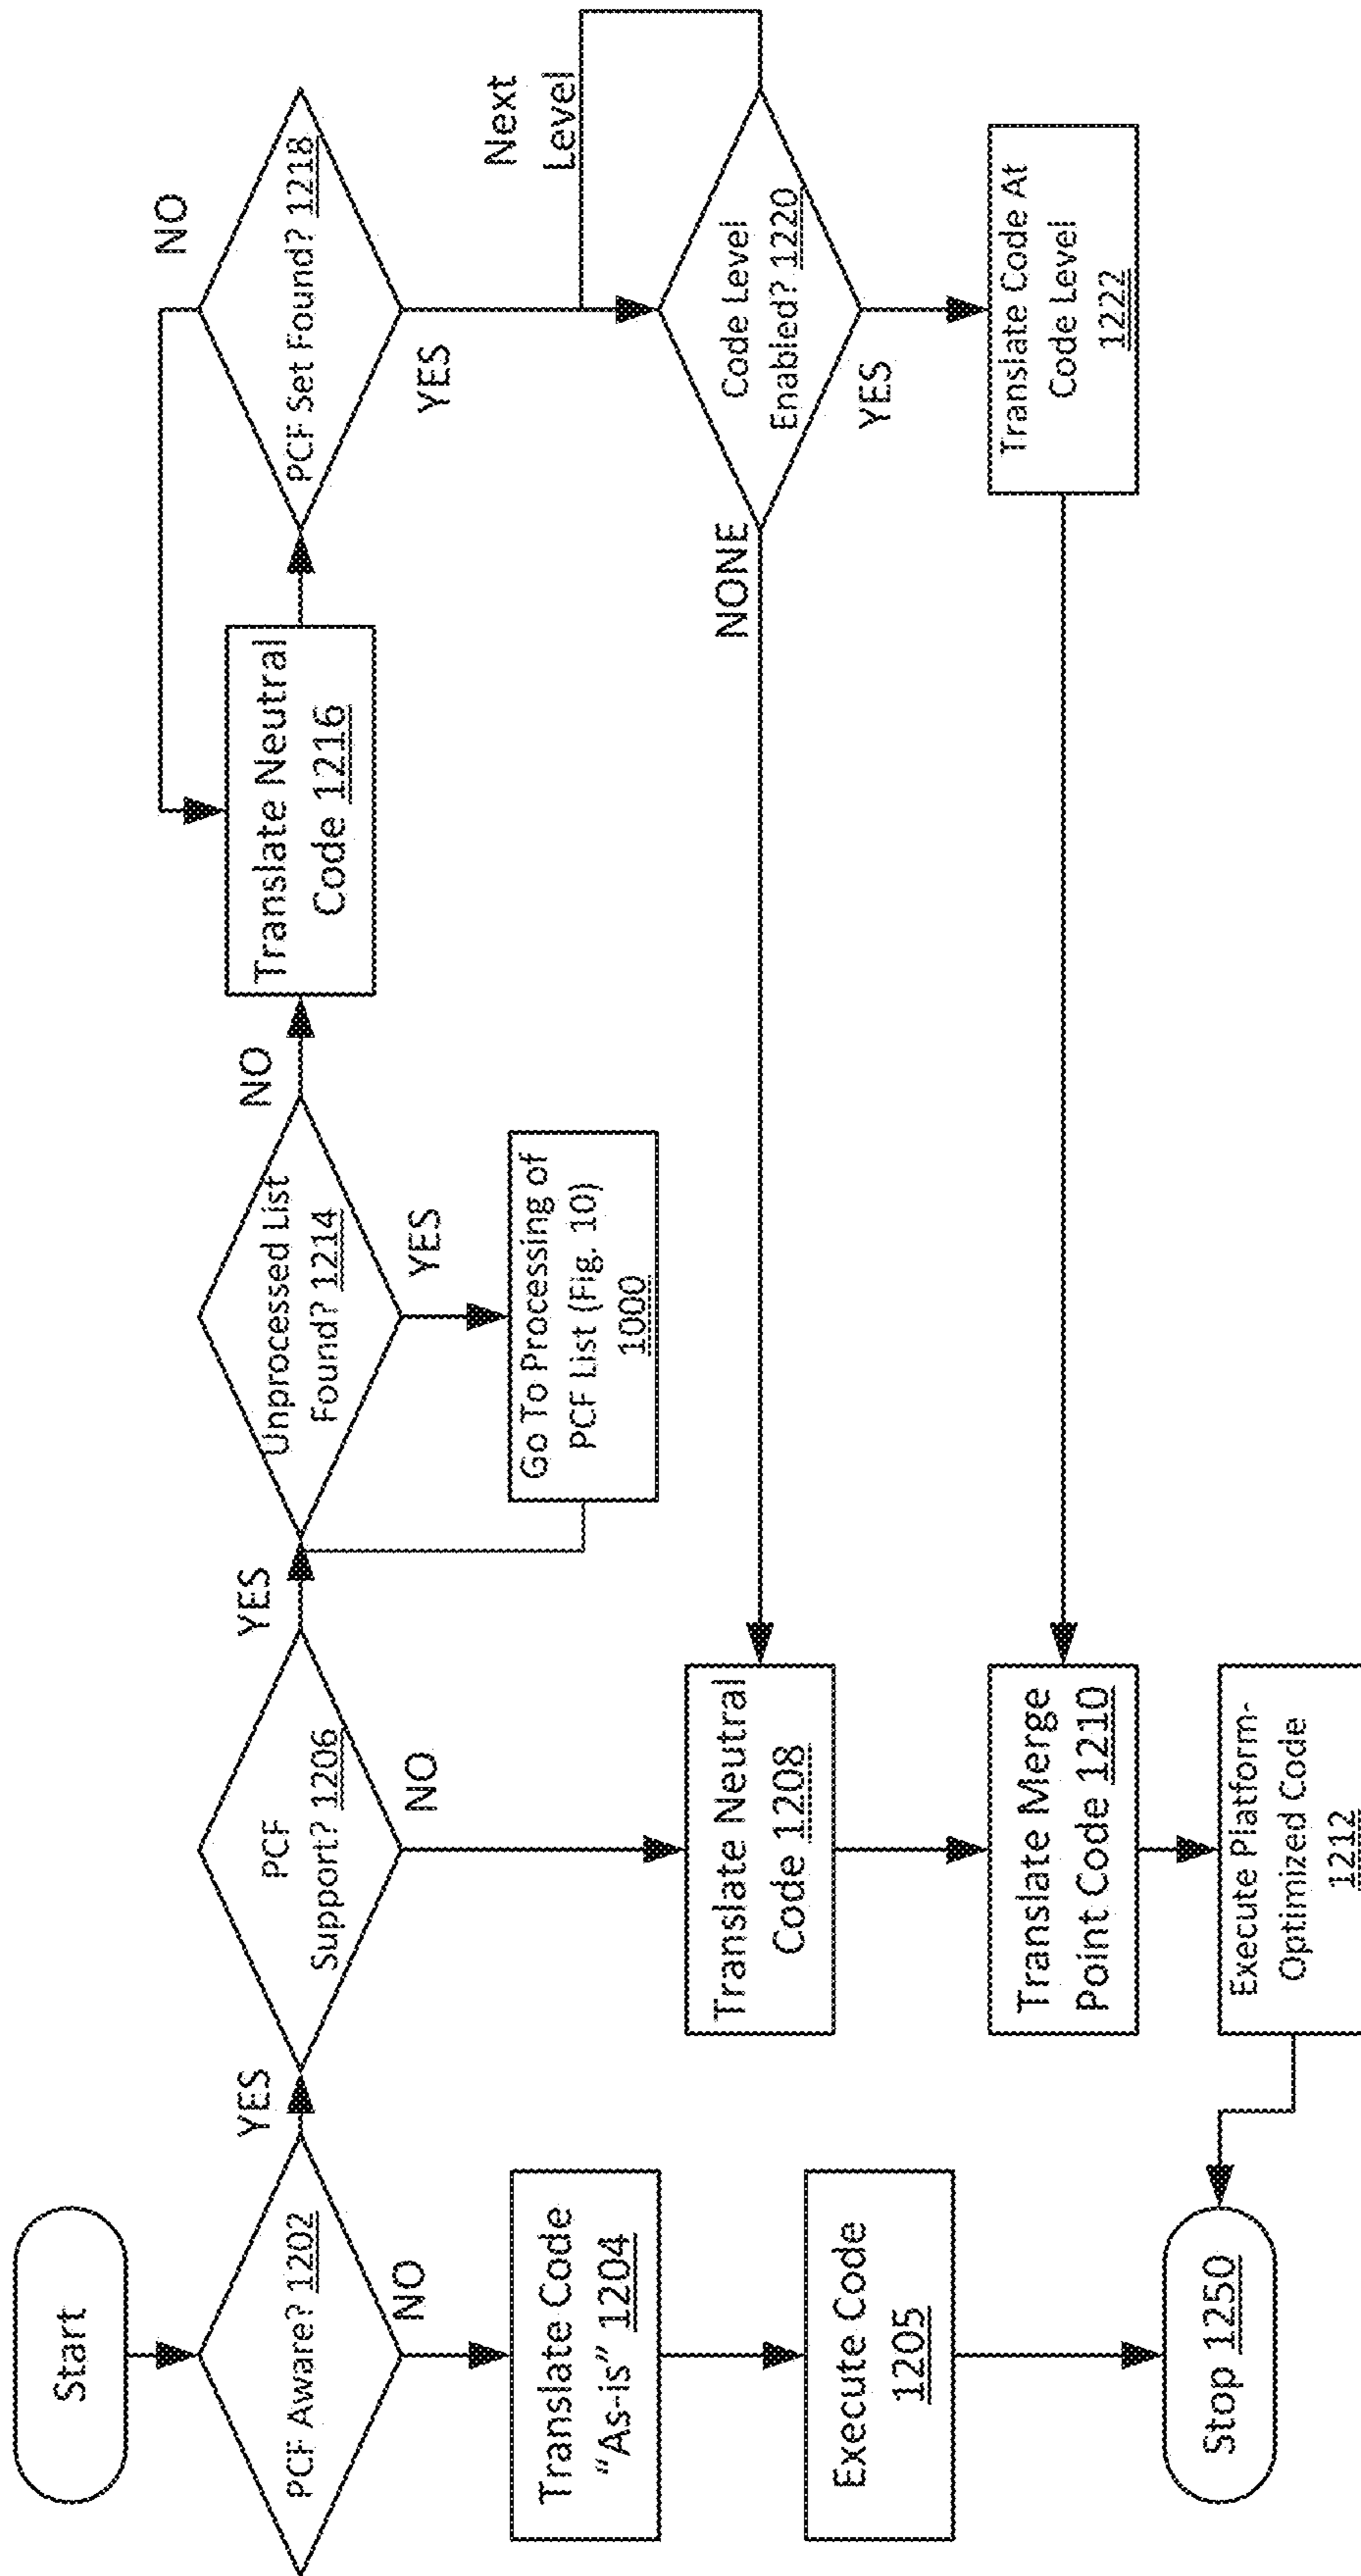 Start
PCF Aware? 1202
YES
NO
Translate Code
"As-is" 1204
Execute Code
1205
Stop 1250
PCF
Support? 1206
YES
NO
Translate Neutral
Code 1208
Translate Merge
Point Code 1210
Execute Platform-
Optimized Code
1212
Unprocessed List
Found? 1214
NO
YES
Go To Processing of
PCF List (Fig. 10)
1000
Translate Neutral
Code 1216
PCF Set Found? 1218
NO
YES
Next
Level
Code Level
Enabled? 1220
NONE
YES
Translate Code At
Code Level
1222